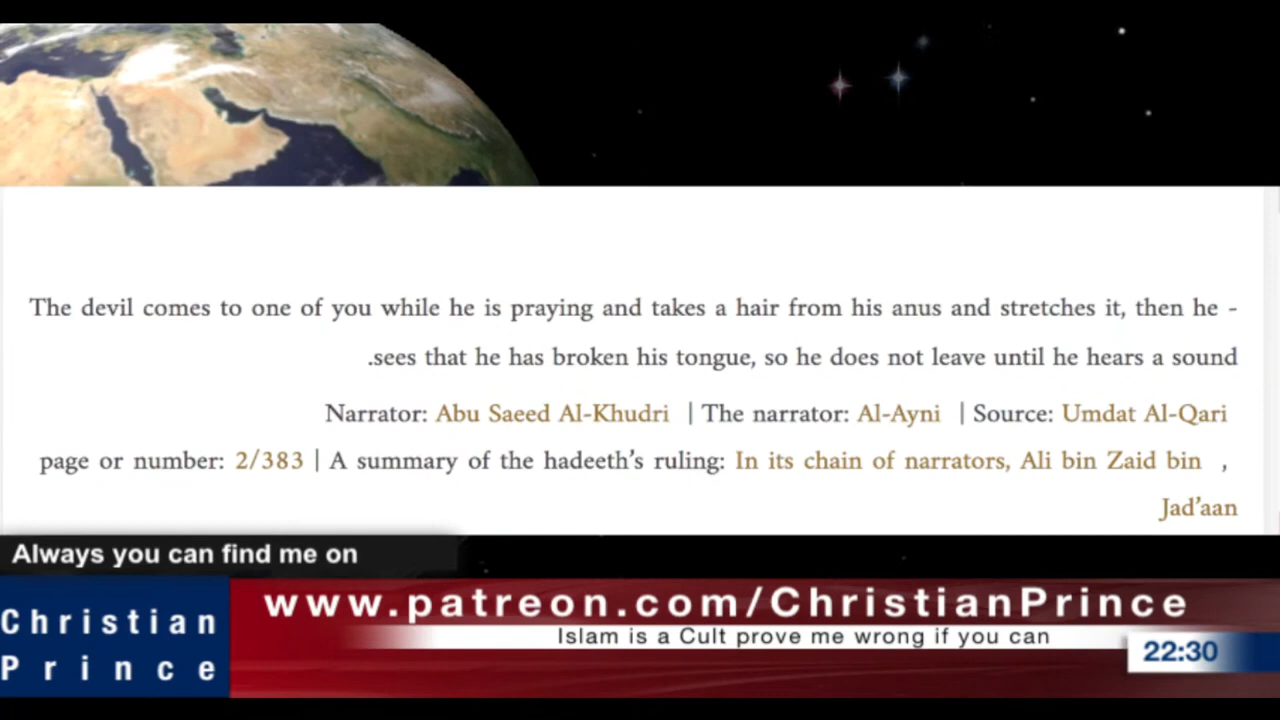 The devil comes to one of you while he is praying and takes a hair from his anus and stretches it, then he -
.sees that he has broken his tongue, so he does not leave until he hears a sound
Narrator: Abu Saeed Al-Khudri | The narrator: Al-Ayni | Source: Umdat Al-Qari
page or number: 2/383 | A summary of the hadeeth's ruling: In its chain of narrators, Ali bin Zaid bin ,
Jad'aan
Always you can find me on
Christian
Prince
www.patreon.com/ChristianPrince
Islam is a Cult prove me wrong if you can
22:30